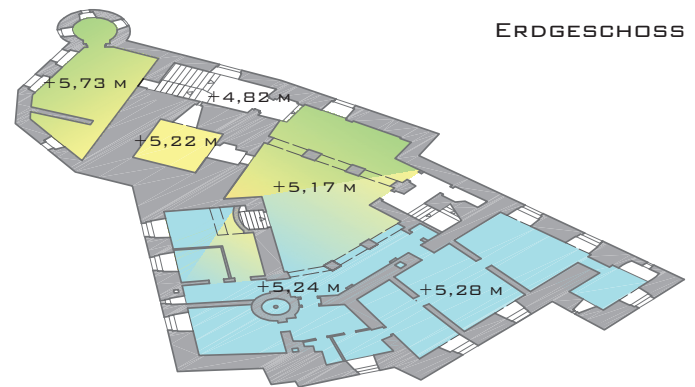 ERDGESCHOSS
+5,73 M
+4,82 M
+5,22 M
+5,17 M
+5,24 M
+5,28 M